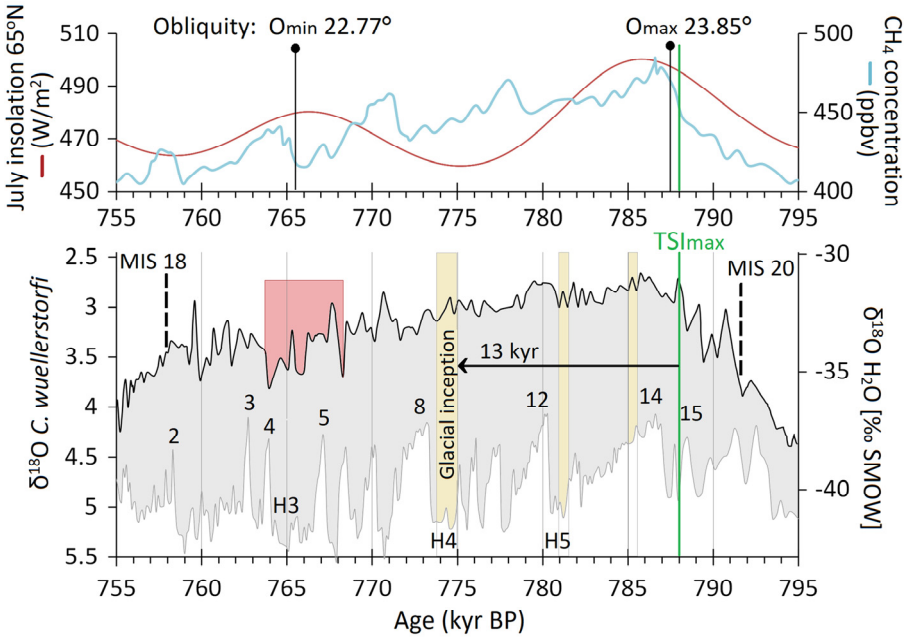 Obliquity: Omin 22.77º
Omax 23.85º
July insolation 65ºN
(W/m²)
510
490
470
450
500
450
400
CH₄ concentration
(ppbv)
755 760 765 770 775 780 785 790 795
TSImax
MIS 18
MIS 20
2.5
3
3.5
4
4.5
5
5.5
δ¹⁸O C. wuellerstorfi
-30
-35
-40
δ¹⁸O H₂O [‰ SMOW]
13 kyr
Glacial inception
2
3
4
5
8
12
14
15
H3
H4
H5
755 760 765 770 775 780 785 790 795
Age (kyr BP)